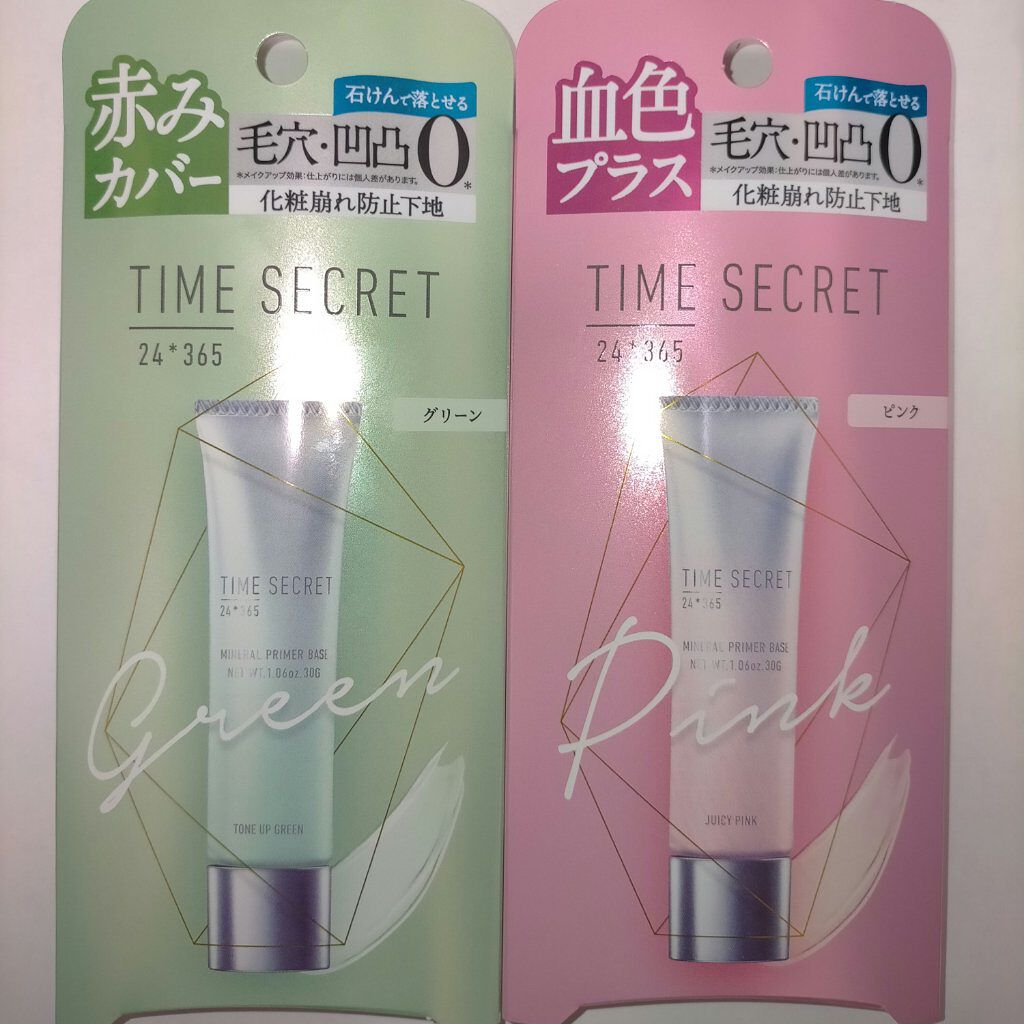 赤み
カバー
石けんで落とせる
毛穴・凹凸0*
*メイクアップ効果:仕上がりには個人差があります。
化粧崩れ防止下地
TIME SECRET
24*365
グリーン
TIME SECRET
24*365
MINERAL PRIMER BASE
NET WT.1.06oz.30G
Green
TONE UP GREEN
血色
プラス
石けんで落とせる
毛穴・凹凸0*
*メイクアップ効果:仕上がりには個人差があります。
化粧崩れ防止下地
TIME SECRET
24*365
ピンク
TIME SECRET
24*365
MINERAL PRIMER BASE
NET WT.1.06oz.30G
Pink
JUICY PINK